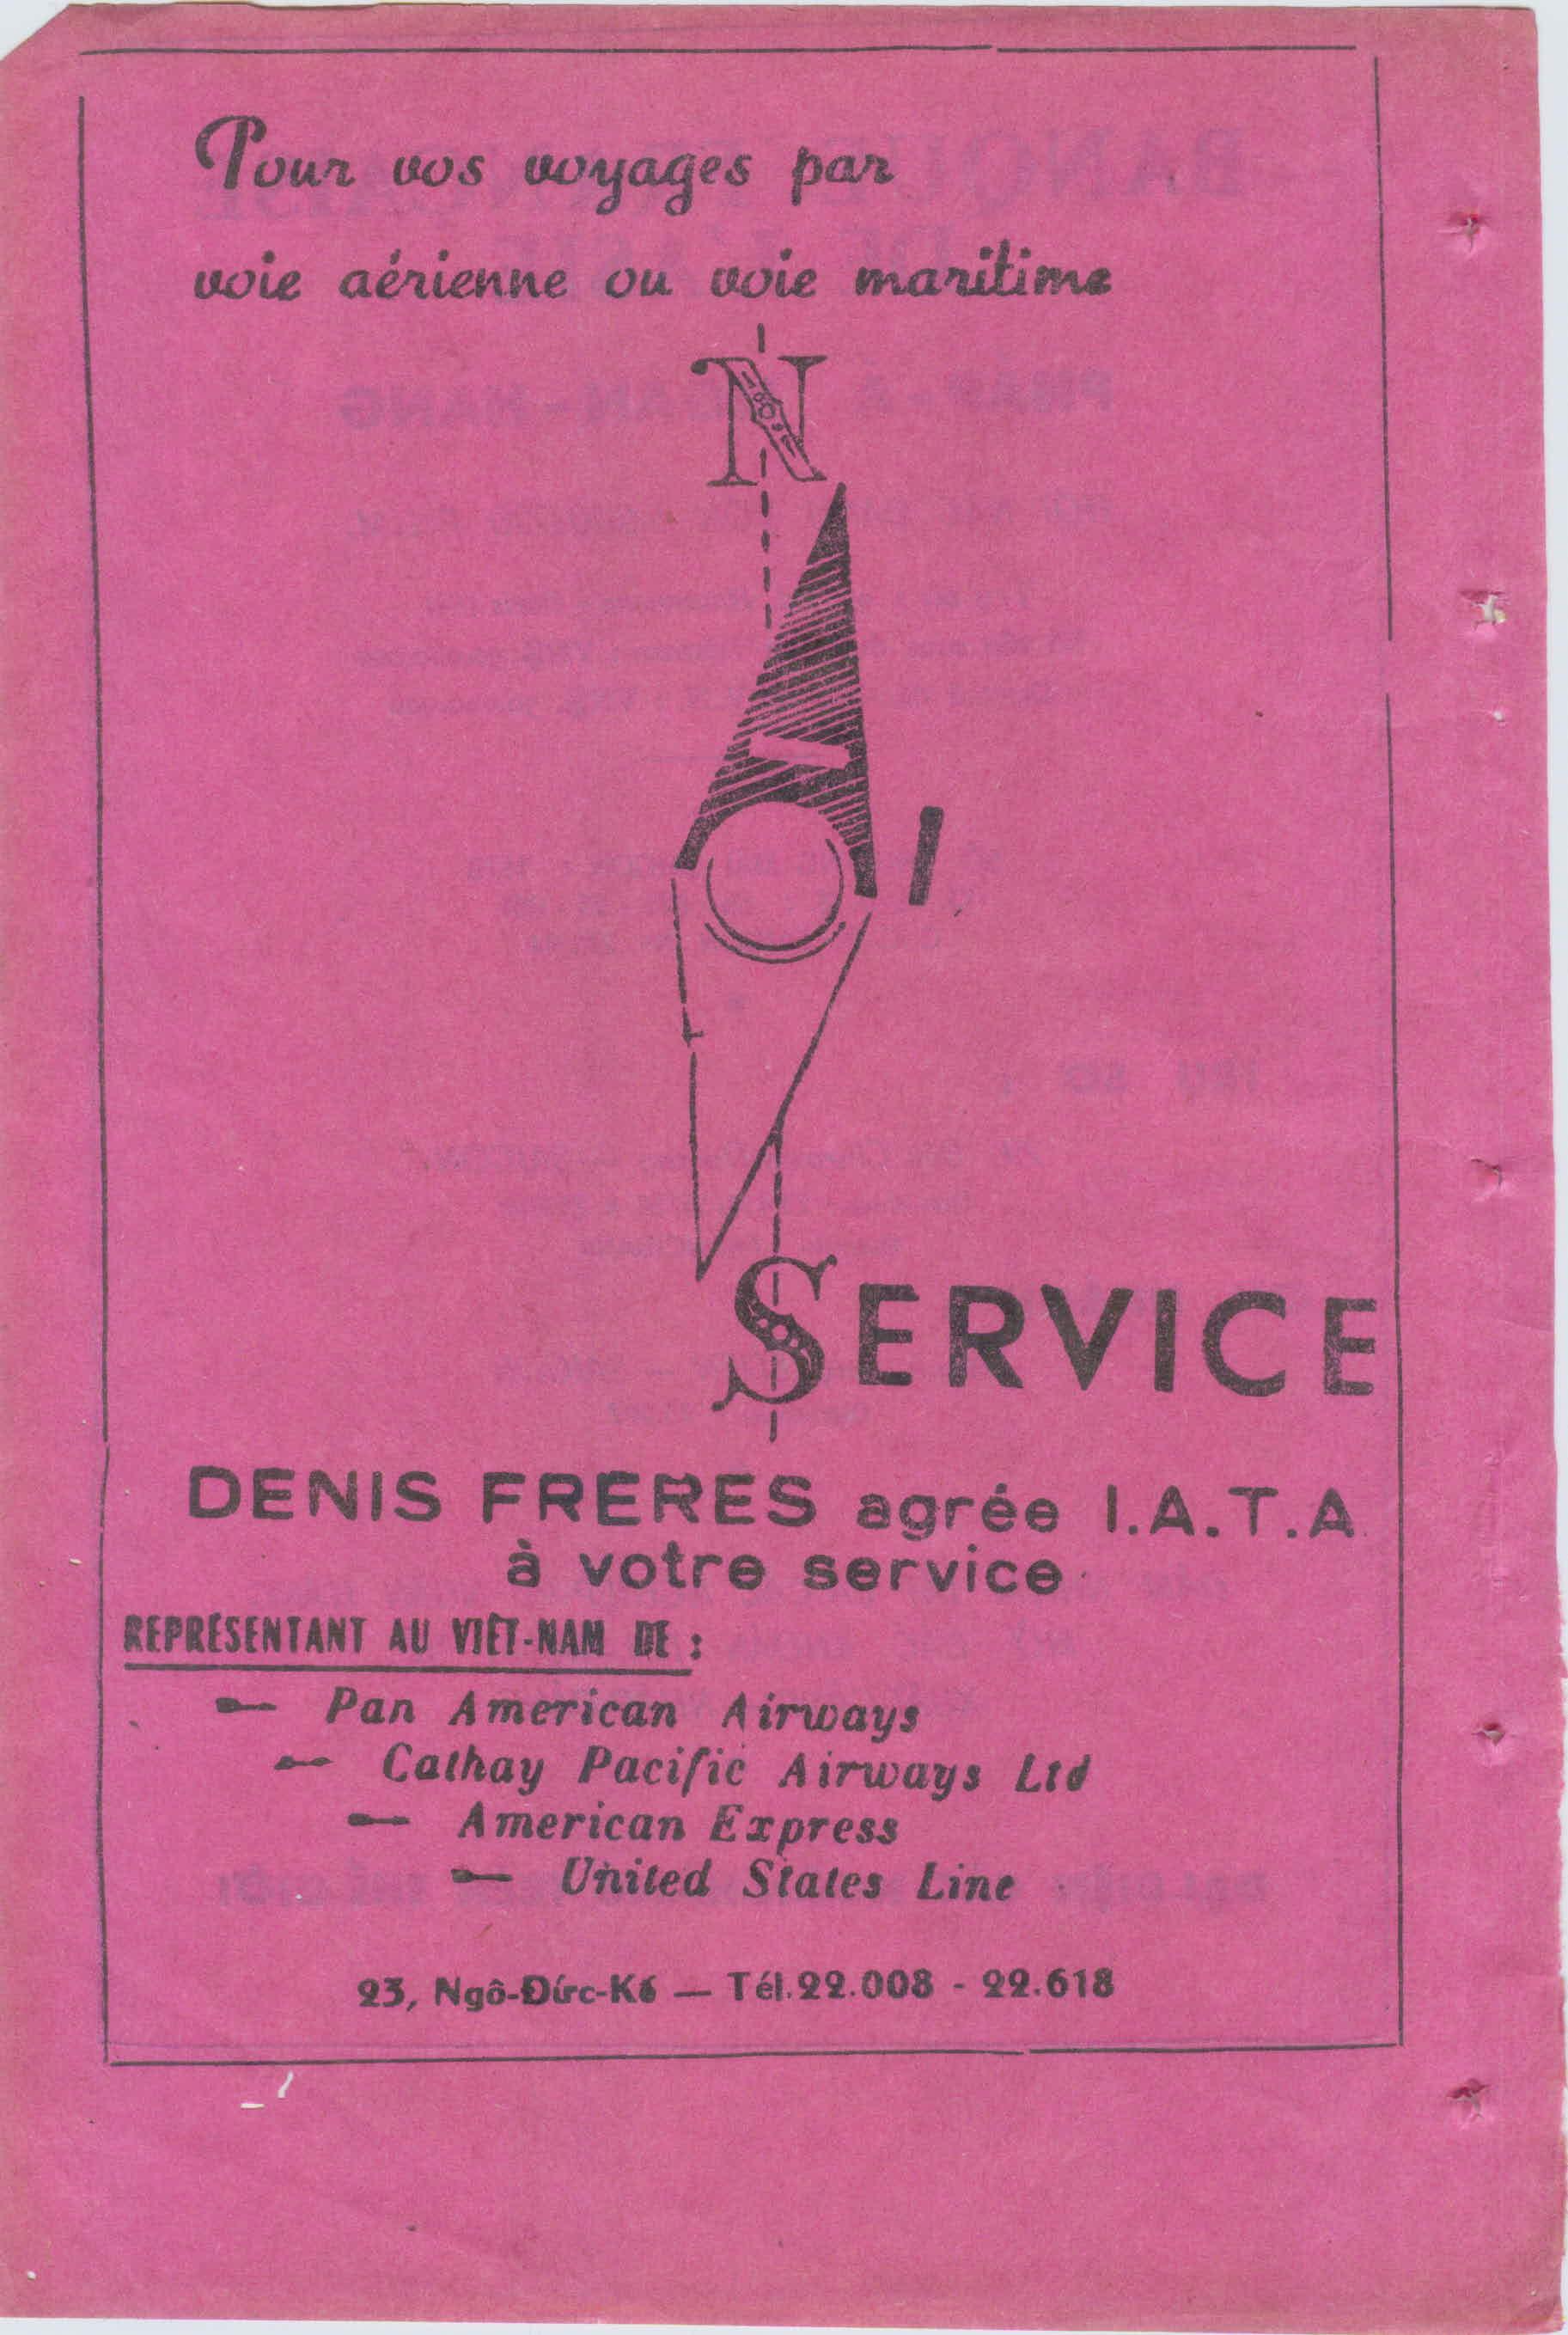 Pour vos voyages par
voie aérienne ou voie maritime
N
I
SERVICE
DENIS FRERES agrée I.A.T.A.
à votre service
REPRÉSENTANT AU VIÊT-NAM DE :
— Pan American Airways
— Cathay Pacific Airways Ltd
— American Express
— United States Line
23, Ngô-Đức-Kế — Tél. 22.008 - 22.618